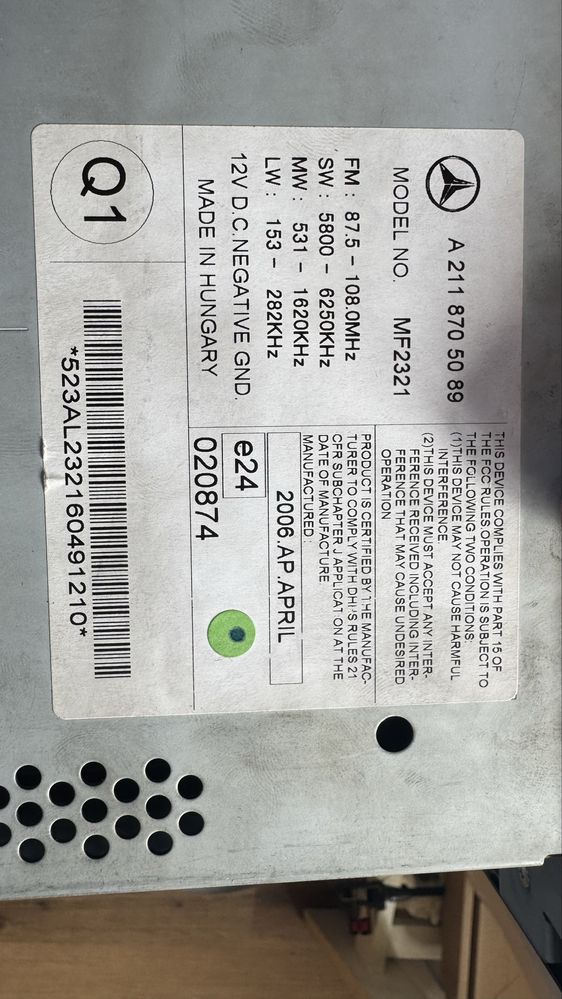 A 211 870 50 89
MODEL NO. MF2321
FM : 87.5 - 108.0MHz
SW : 5800 - 6250KHz
MW : 531 - 1620KHz
LW : 153 - 282KHz
12V D.C.NEGATIVE GND.
MADE IN HUNGARY
THIS DEVICE COMPLIES WITH PART 15 OF
THE FCC RULES OPERATION IS SUBJECT TO
THE FOLLOWING TWO CONDITIONS:
(1)THIS DEVICE MAY NOT CAUSE HARMFUL
INTERFERENCE.
(2)THIS DEVICE MUST ACCEPT ANY INTER-
FERENCE RECEIVED INCLUDING INTER-
FERENCE THAT MAY CAUSE UNDESIRED
OPERATION
PRODUCT IS CERTIFIED BY THE MANUFAC-
TURER TO COMPLY WITH DHH'S RULES 21
CFR SUBCHAPTER J APPLICATION AT THE
DATE OF MANUFACTURE
MANUFACTURED:
2006.AP.APRIL
e24
020874
Q1
*523AL232160491210*